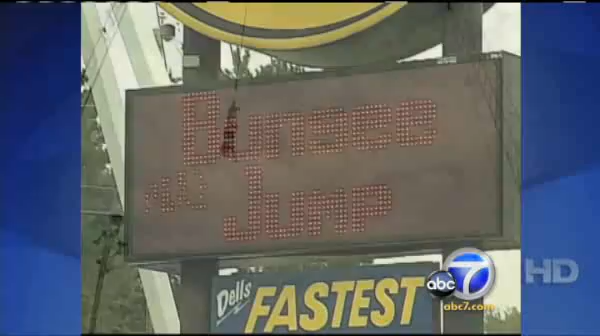 Bungee
Jump
Dells
FASTEST
abc 7 HD
abc7.com